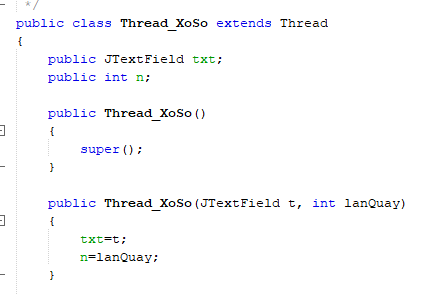 */
public class Thread_XoSo extends Thread
{
    public JTextField txt;
    public int n;
    public Thread_XoSo()
    {
        super();
    }
    public Thread_XoSo(JTextField t, int lanQuay)
    {
        txt=t;
        n=lanQuay;
    }